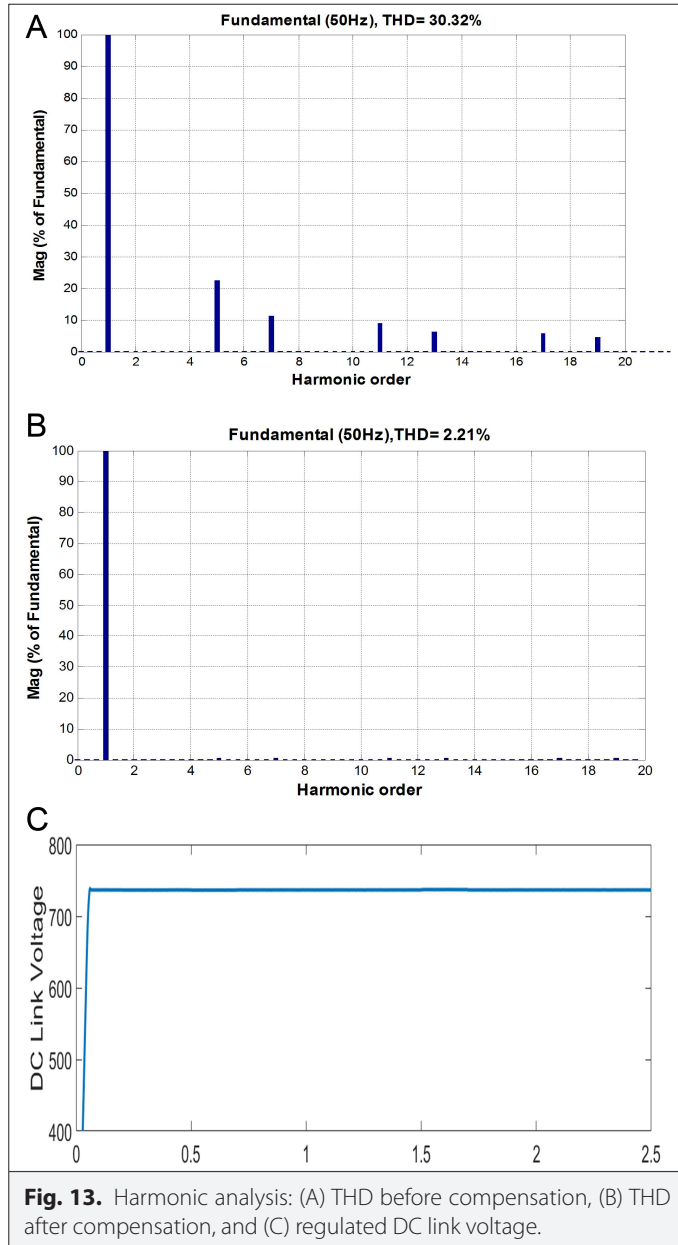 A
Fundamental (50Hz), THD= 30.32%
100
90
80
70
60
50
40
30
20
10
0
Mag (% of Fundamental)
0 2 4 6 8 10 12 14 16 18 20
Harmonic order
B
Fundamental (50Hz),THD= 2.21%
100
90
80
70
60
50
40
30
20
10
0
Mag (% of Fundamental)
0 2 4 6 8 10 12 14 16 18 20
Harmonic order
C
800
700
600
500
400
DC Link Voltage
0 0.5 1 1.5 2 2.5
Fig. 13. Harmonic analysis: (A) THD before compensation, (B) THD
after compensation, and (C) regulated DC link voltage.